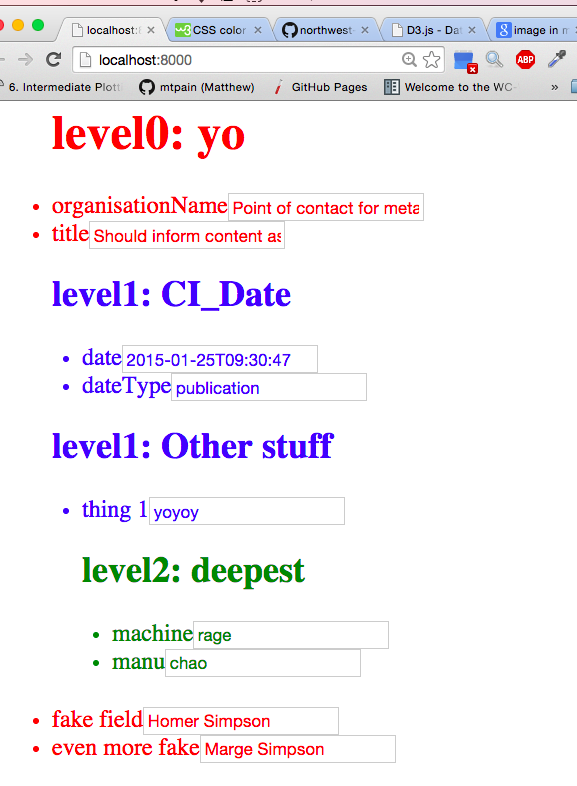 localhost:8
CSS color
northwest-
D3.js - Dat
image in m
localhost:8000
ABP
6. Intermediate Plott
mtpain (Matthew)
GitHub Pages
Welcome to the WC-
»
level0: yo
organisationName Point of contact for meta
title Should inform content as
level1: CI_Date
date 2015-01-25T09:30:47
dateType publication
level1: Other stuff
thing 1 yoyoy
level2: deepest
machine rage
manu chao
fake field Homer Simpson
even more fake Marge Simpson